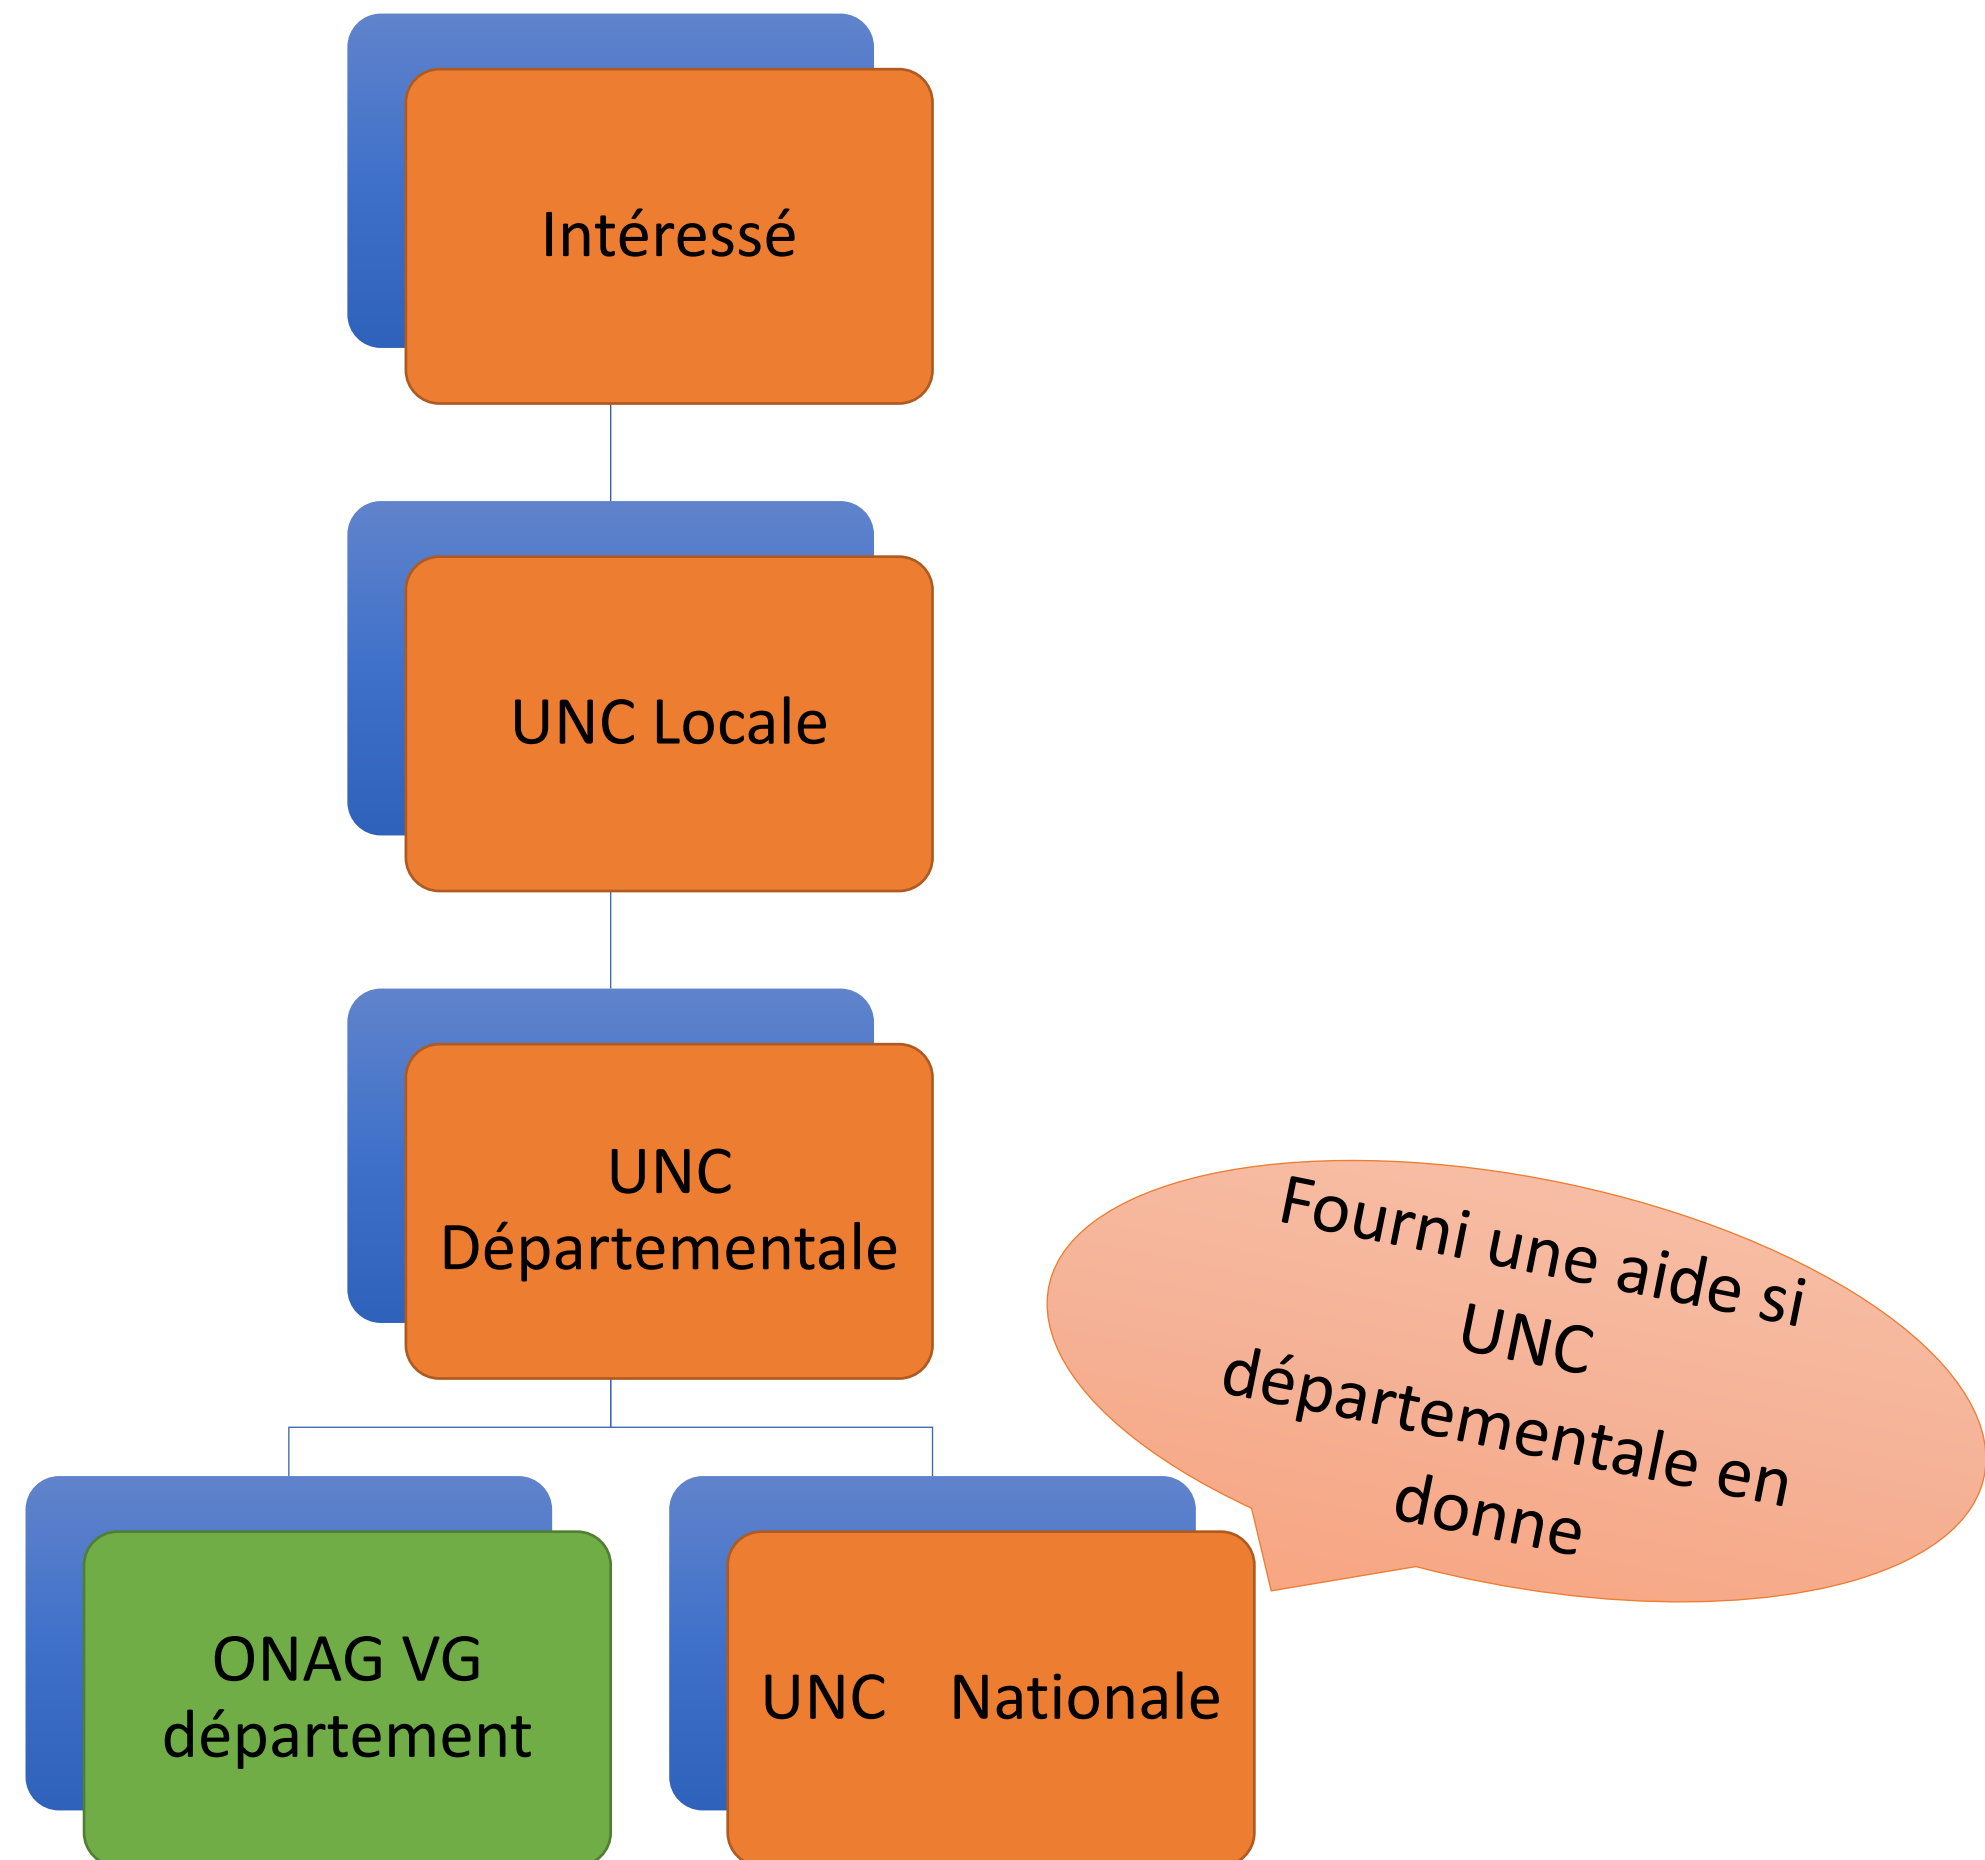 Intéressé
UNC Locale
UNC
Départementale
Fourni une aide si
UNC
départementale en
donne
ONAG VG
département
UNC Nationale